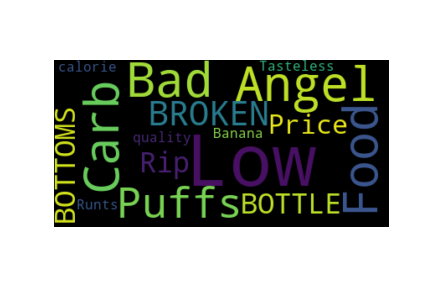 calorie
Tasteless
Bad
Angel
Carb
BROKEN
Price
BOTTOMS
Food
quality
Banana
Rip
Low
Runts
Puffs
BOTTLE